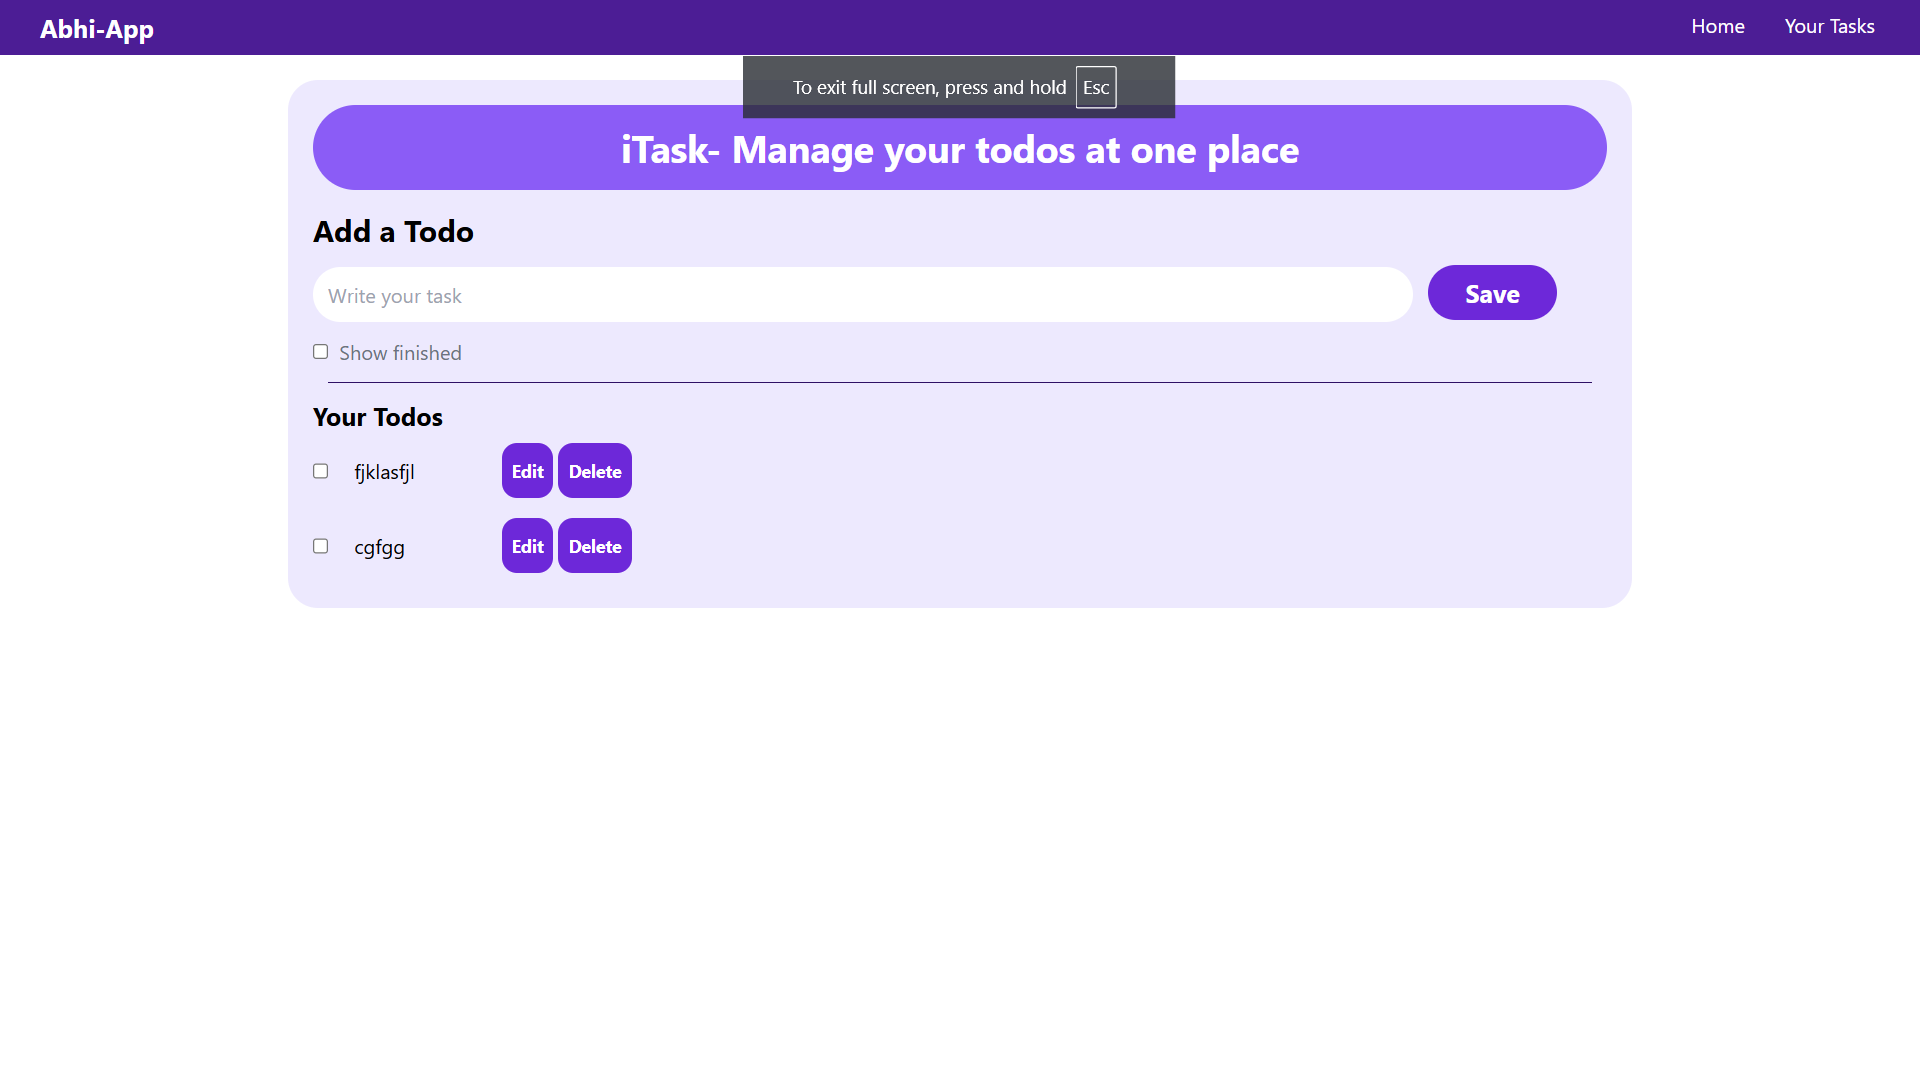 Abhi-App
Home
Your Tasks
To exit full screen, press and hold Esc
iTask- Manage your todos at one place
Add a Todo
Write your task
Save
Show finished
Your Todos
fjklasfjl
Edit
Delete
cgfgg
Edit
Delete